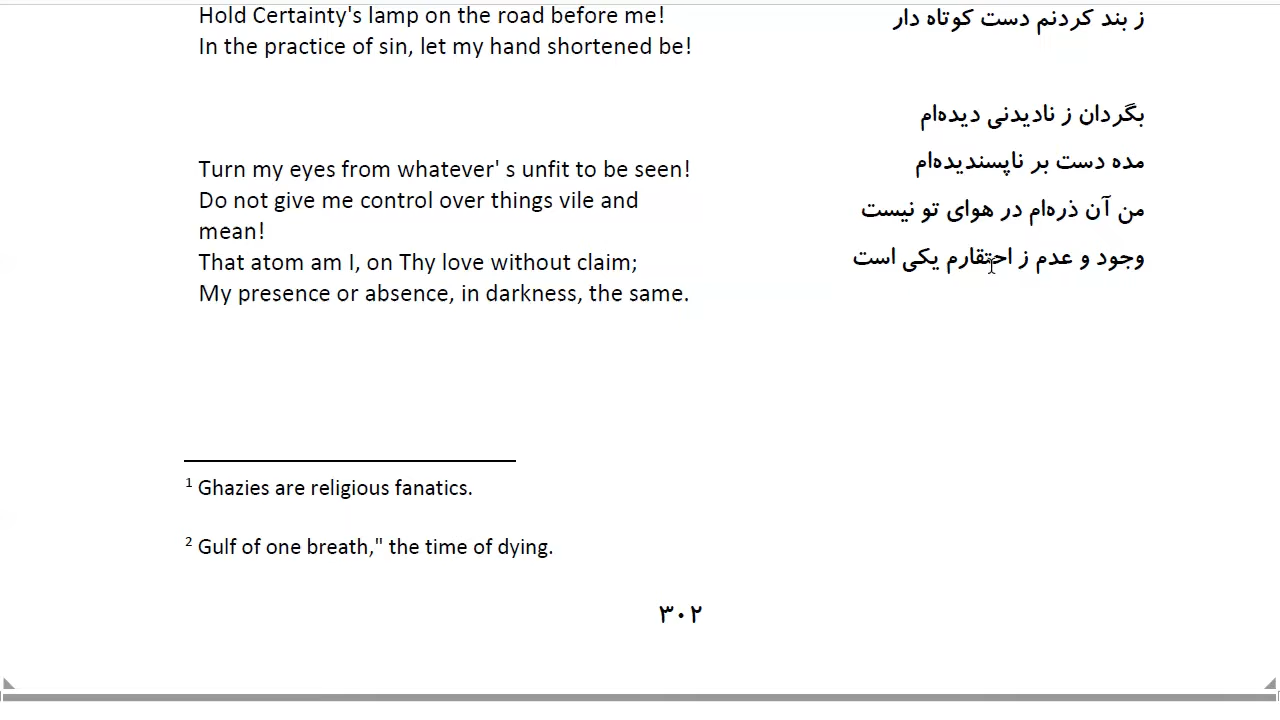 Hold Certainty's lamp on the road before me!
In the practice of sin, let my hand shortened be!
ز بند کردنم دست کوتاه دار
Turn my eyes from whatever' s unfit to be seen!
Do not give me control over things vile and
mean!
That atom am I, on Thy love without claim;
My presence or absence, in darkness, the same.
بگردان ز نادیدنی دیده‌ام
مده دست بر ناپسندیده‌ام
من آن ذره‌ام در هوای تو نیست
وجود و عدم ز احتقارم یکی است
1 Ghazies are religious fanatics.
2 Gulf of one breath," the time of dying.
۳۰۲